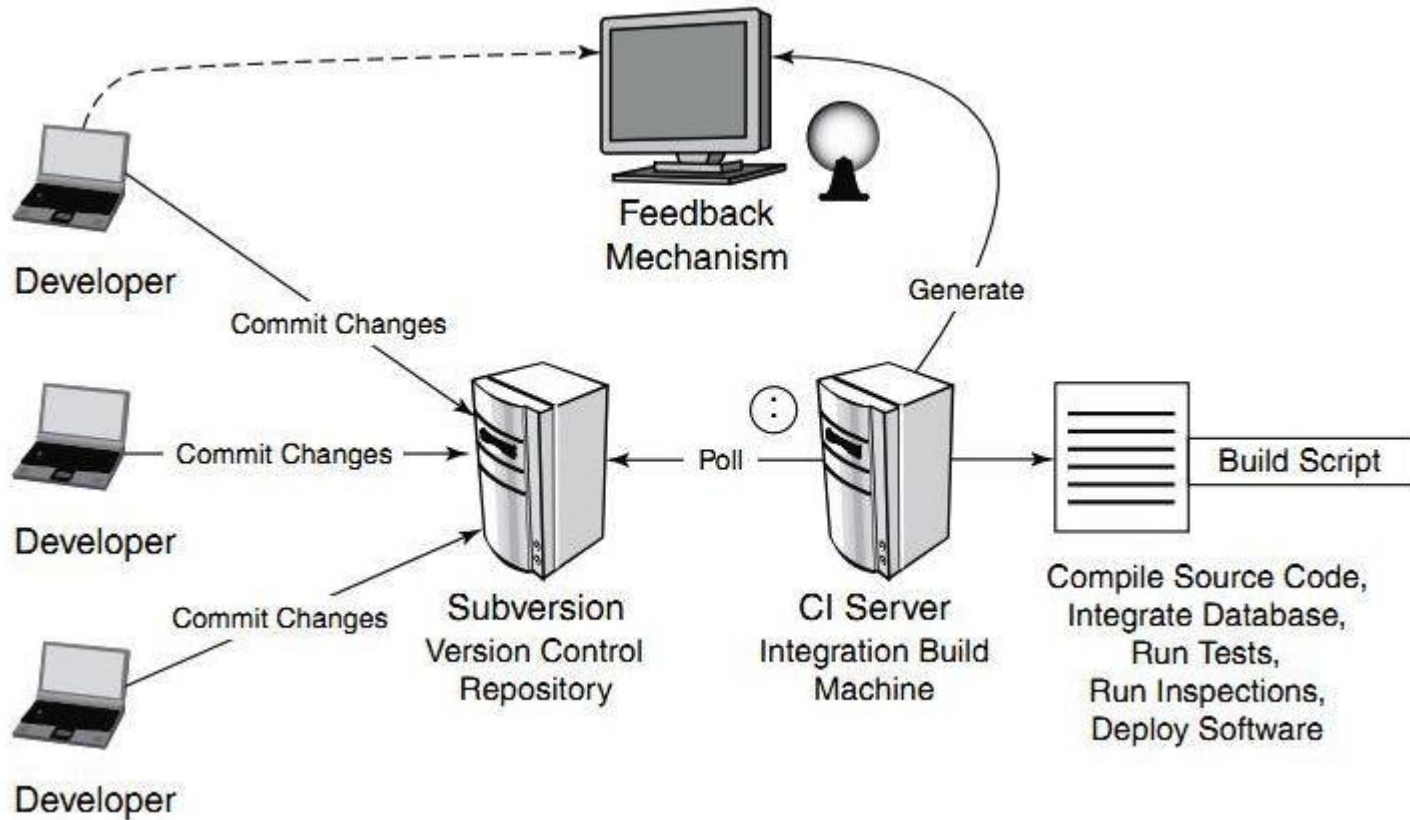 Feedback
Mechanism
Developer
Generate
Commit Changes
Commit Changes
Poll
Build Script
Developer
Commit Changes
Subversion
Version Control
Repository
CI Server
Integration Build
Machine
Compile Source Code,
Integrate Database,
Run Tests,
Run Inspections,
Deploy Software
Developer